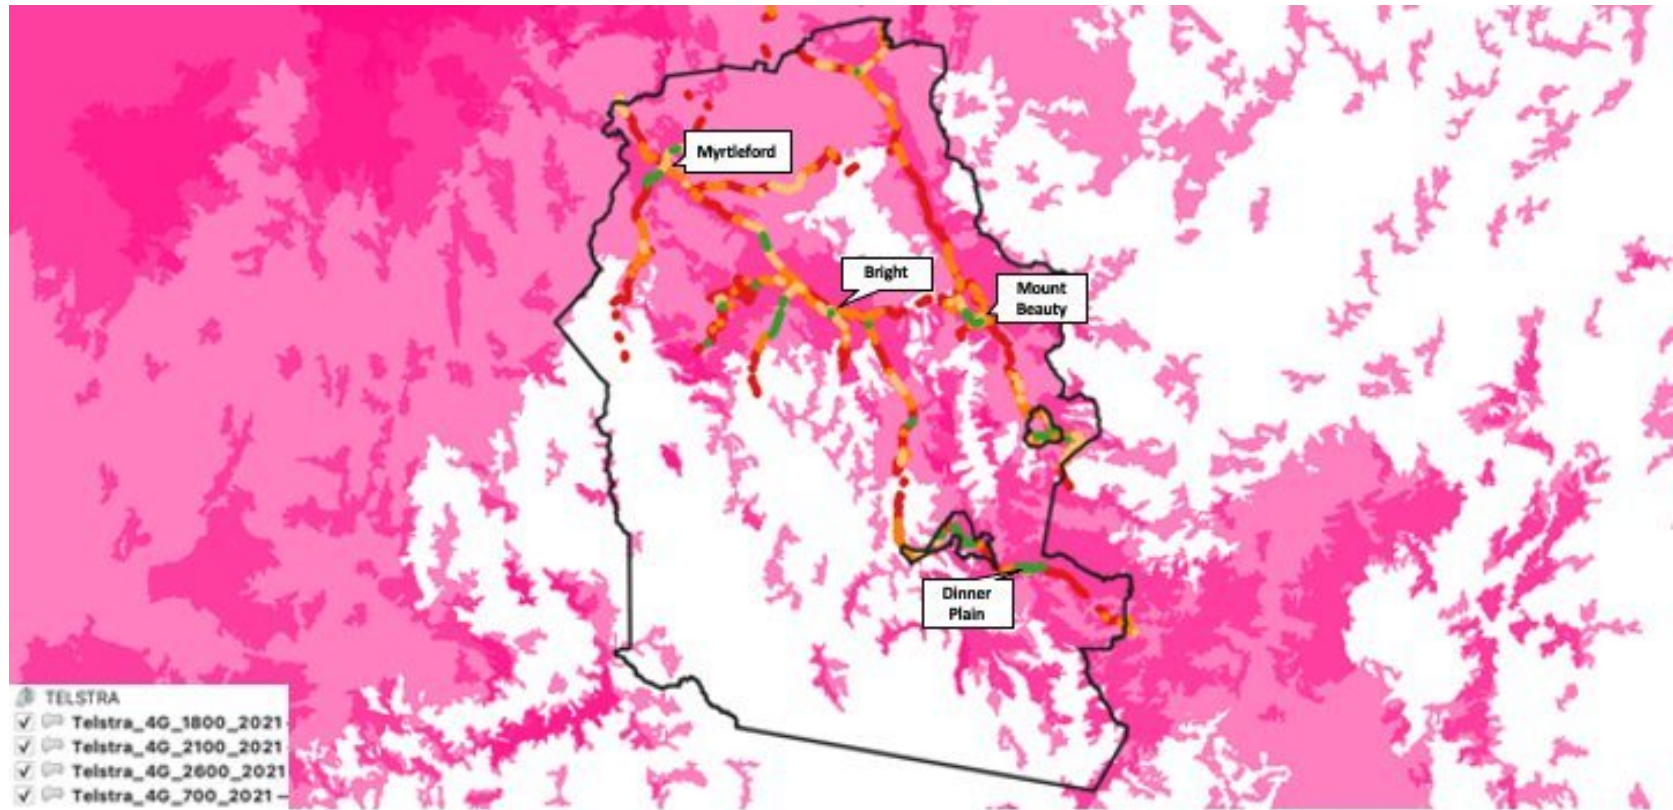 Myrtleford
Bright
Mount
Beauty
Dinner
Plain
TELSTRA
Telstra_4G_1800_2021
Telstra_4G_2100_2021
Telstra_4G_2600_2021
Telstra_4G_700_2021